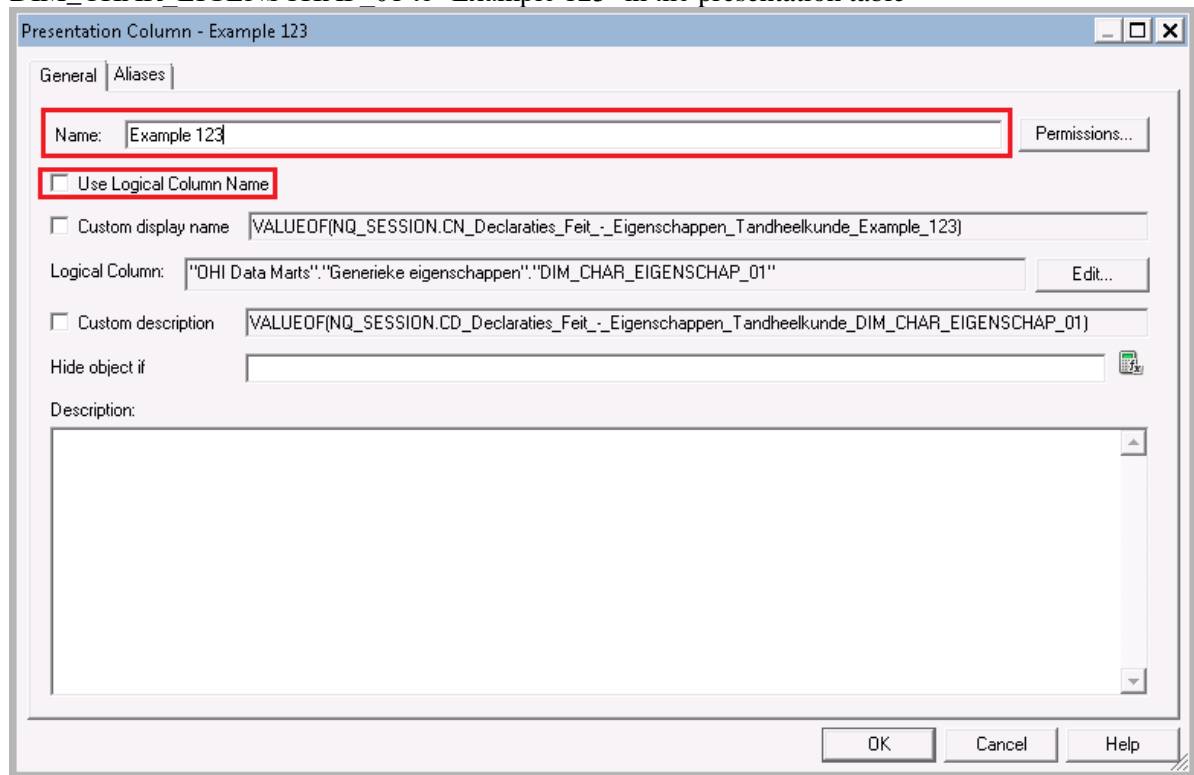 Presentation Column - Example 123
General Aliases
Name: Example 123 Permissions...
Use Logical Column Name
Custom display name VALUEOF(NQ_SESSION.CN_Declaraties_Feit_-_Eigenschappen_Tandheelkunde_Example_123)
Logical Column: "OHI Data Marts"."Generieke eigenschappen"."DIM_CHAR_EIGENSCHAP_01" Edit...
Custom description VALUEOF(NQ_SESSION.CD_Declaraties_Feit_-_Eigenschappen_Tandheelkunde_DIM_CHAR_EIGENSCHAP_01)
Hide object if
Description:
OK Cancel Help